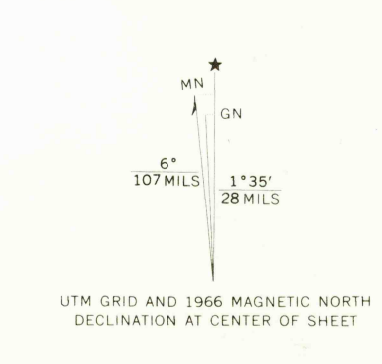 MN
GN
6°
107 MILS
1°35′
28 MILS
UTM GRID AND 1966 MAGNETIC NORTH
DECLINATION AT CENTER OF SHEET